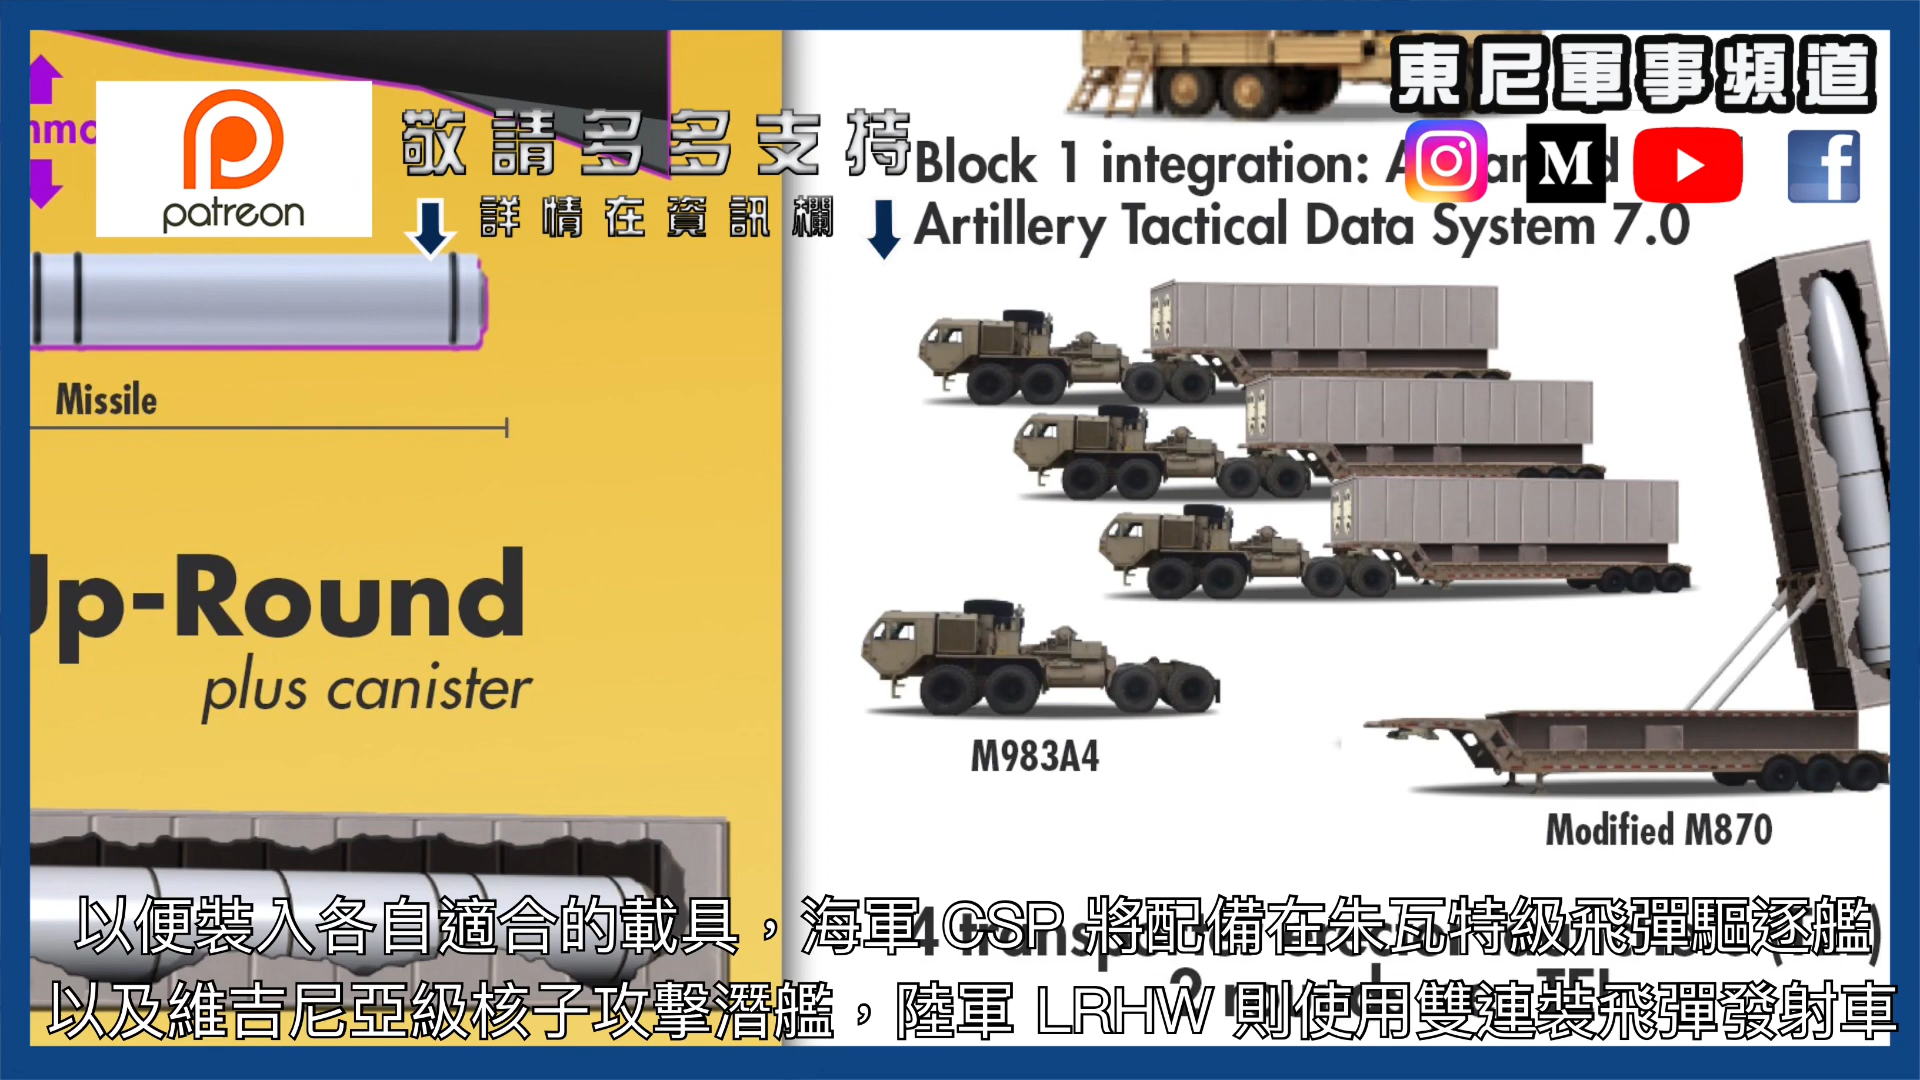 東尼軍事頻道
敬請多多支持
詳情在資訊欄
patreon
Block 1 integration:
Artillery Tactical Data System 7.0
Missile
Up-Round
plus canister
M983A4
Modified M870
以便裝入各自適合的載具，海軍 CSP 將配備在朱瓦特級飛彈驅逐艦
以及維吉尼亞級核子攻擊潛艦，陸軍 LRHW 則使用雙連裝飛彈發射車